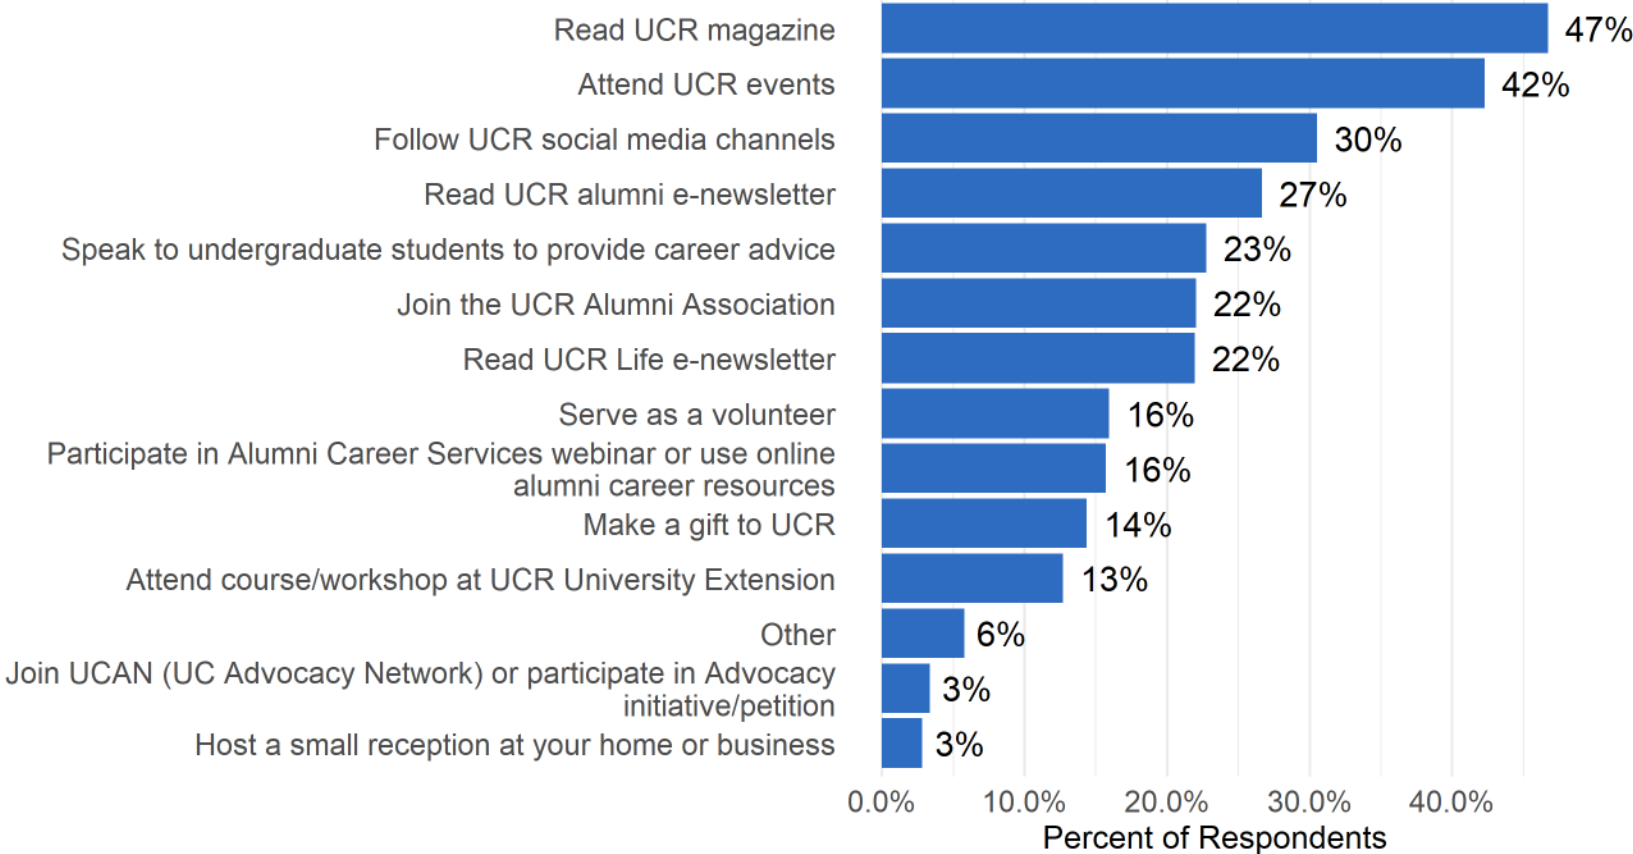 Read UCR magazine 47%
Attend UCR events 42%
Follow UCR social media channels 30%
Read UCR alumni e-newsletter 27%
Speak to undergraduate students to provide career advice 23%
Join the UCR Alumni Association 22%
Read UCR Life e-newsletter 22%
Serve as a volunteer 16%
Participate in Alumni Career Services webinar or use online
alumni career resources 16%
Make a gift to UCR 14%
Attend course/workshop at UCR University Extension 13%
Other 6%
Join UCAN (UC Advocacy Network) or participate in Advocacy
initiative/petition 3%
Host a small reception at your home or business 3%
0.0% 10.0% 20.0% 30.0% 40.0%
Percent of Respondents